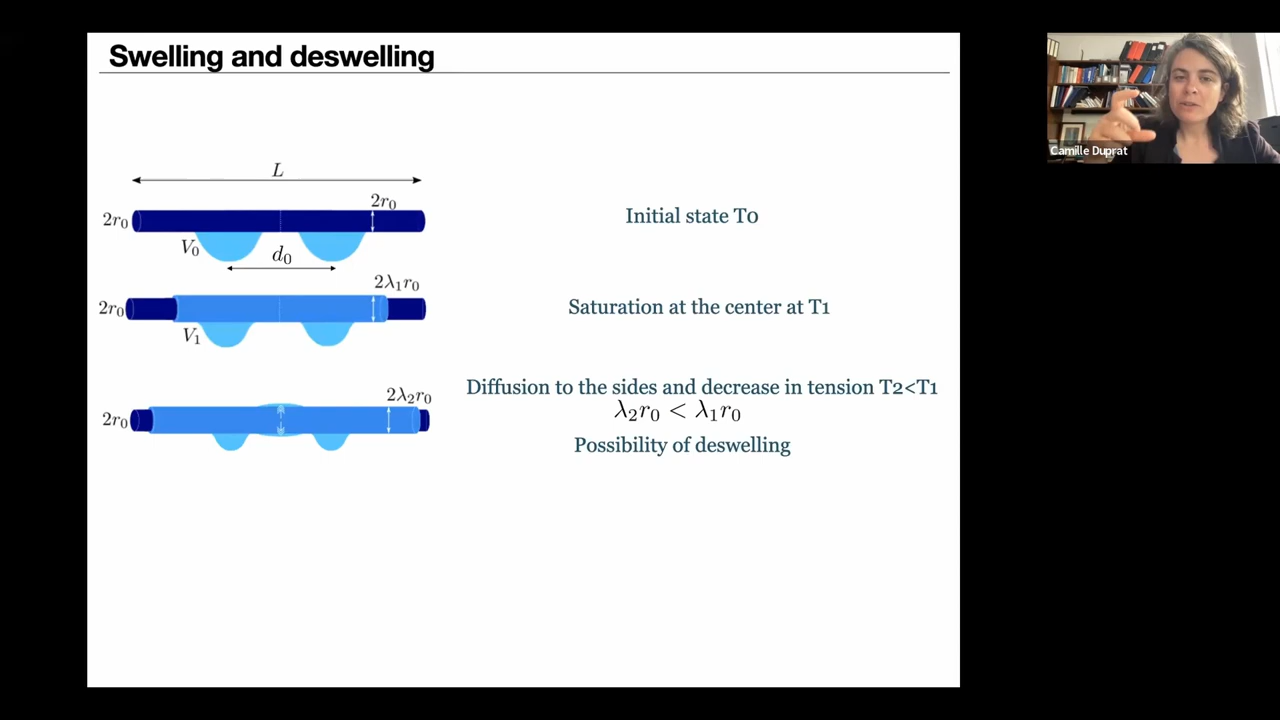 Swelling and deswelling
L
2r₀
2r₀
V₀
d₀
Initial state T0
2λ₁r₀
2r₀
V₁
Saturation at the center at T1
Diffusion to the sides and decrease in tension T2<T1
2λ₂r₀
2r₀
λ₂r₀ < λ₁r₀
Possibility of deswelling
Camille Duprat